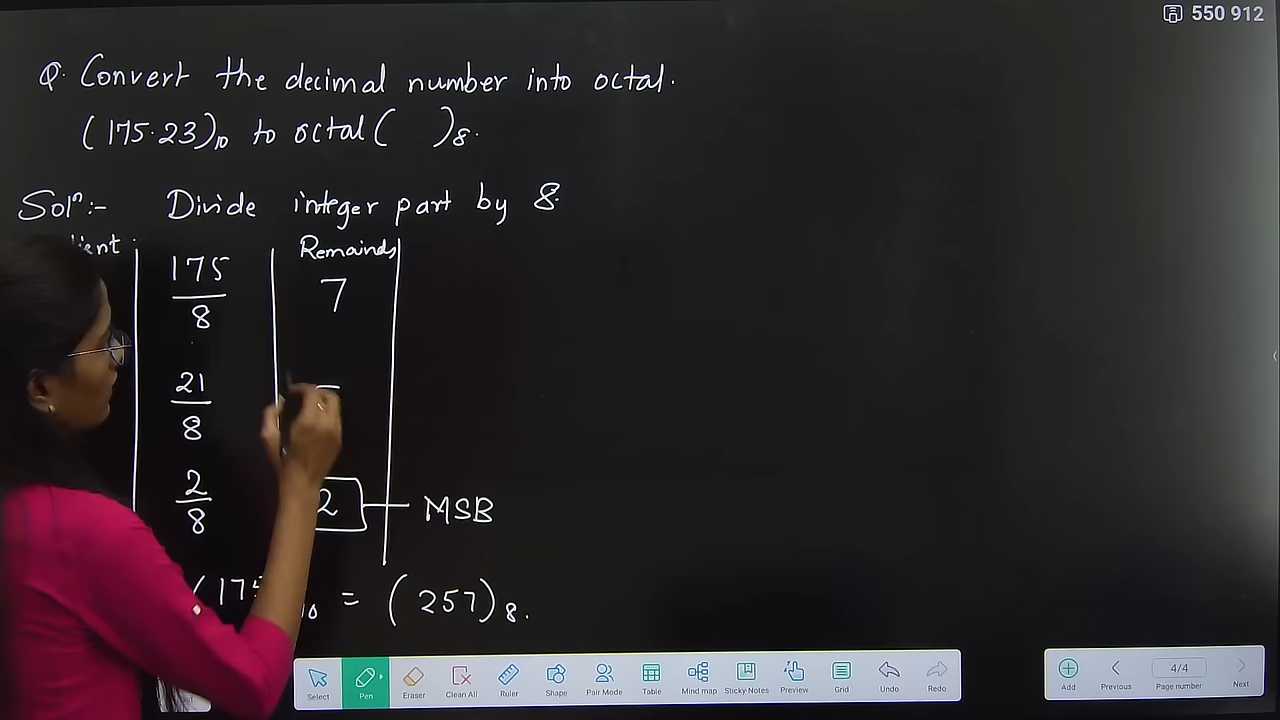 550 912
Q. Convert the decimal number into octal.
(175.23)10 to octal ( )8.
Soln:- Divide integer part by 8.
Remainds
175
8
7
21
8
2
8
2
MSB
= (257)8.
Select
Pen
Eraser
Clean All
Ruler
Shape
Pair Mode
Table
Mind map
Sticky Notes
Preview
Grid
Undo
Redo
Add
Previous
4/4
Page number
Next